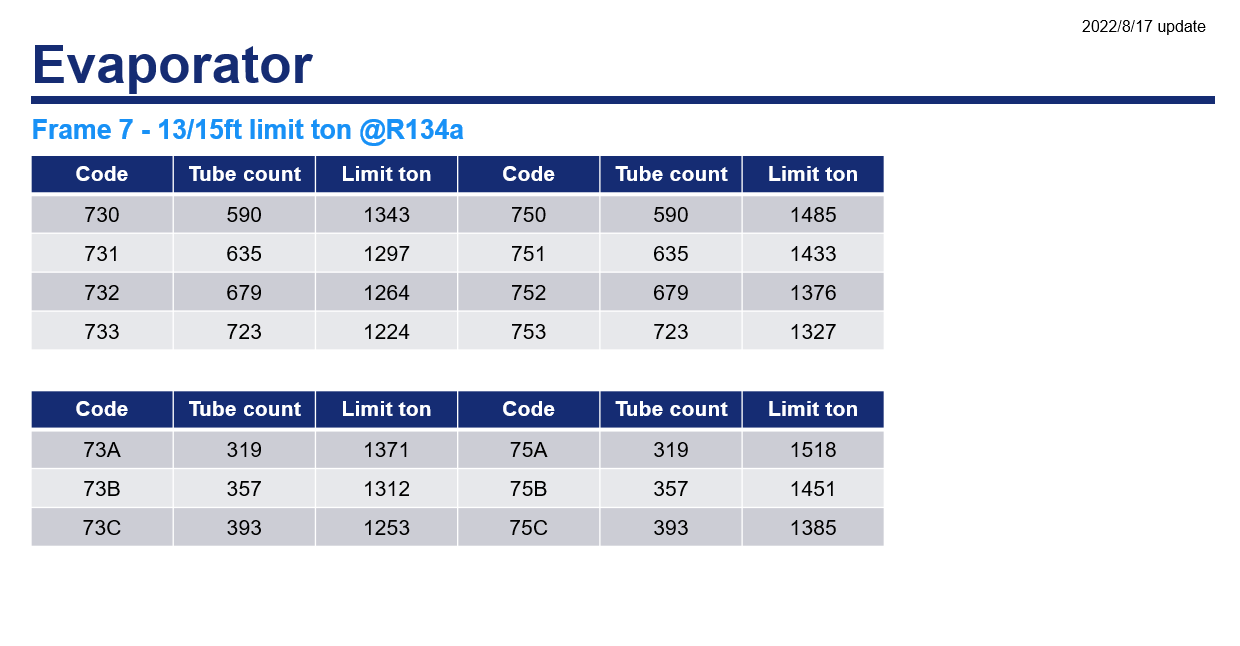 2022/8/17 update
Evaporator
Frame 7 - 13/15ft limit ton @R134a
Code Tube count Limit ton Code Tube count Limit ton
730 590 1343 750 590 1485
731 635 1297 751 635 1433
732 679 1264 752 679 1376
733 723 1224 753 723 1327
Code Tube count Limit ton Code Tube count Limit ton
73A 319 1371 75A 319 1518
73B 357 1312 75B 357 1451
73C 393 1253 75C 393 1385